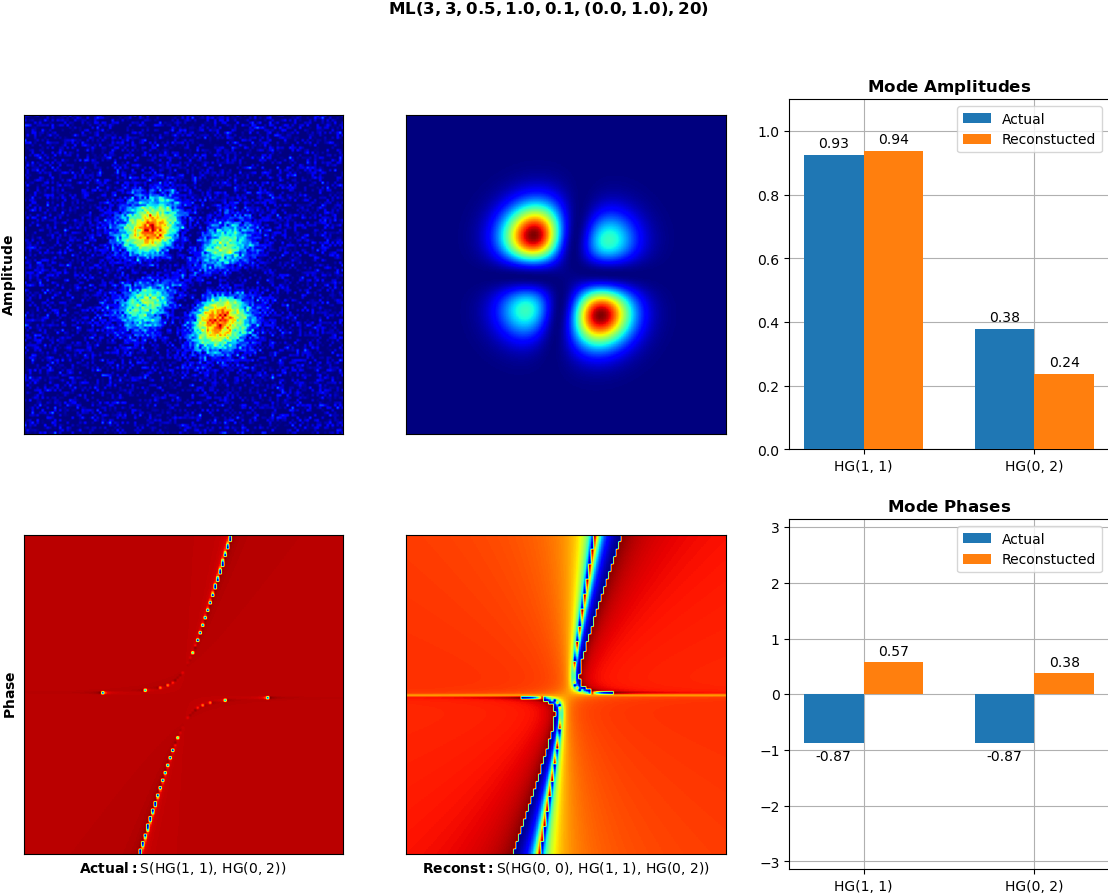 ML(3, 3, 0.5, 1.0, 0.1, (0.0, 1.0), 20)
Amplitude
Mode Amplitudes
Actual
Reconstucted
1.0
0.8
0.6
0.4
0.2
0.0
0.93
0.94
0.38
0.24
HG(1, 1)
HG(0, 2)
Phase
Actual: S(HG(1, 1), HG(0, 2))
Reconst: S(HG(0, 0), HG(1, 1), HG(0, 2))
Mode Phases
Actual
Reconstucted
3
2
1
0
−1
−2
−3
0.57
0.38
-0.87
-0.87
HG(1, 1)
HG(0, 2)